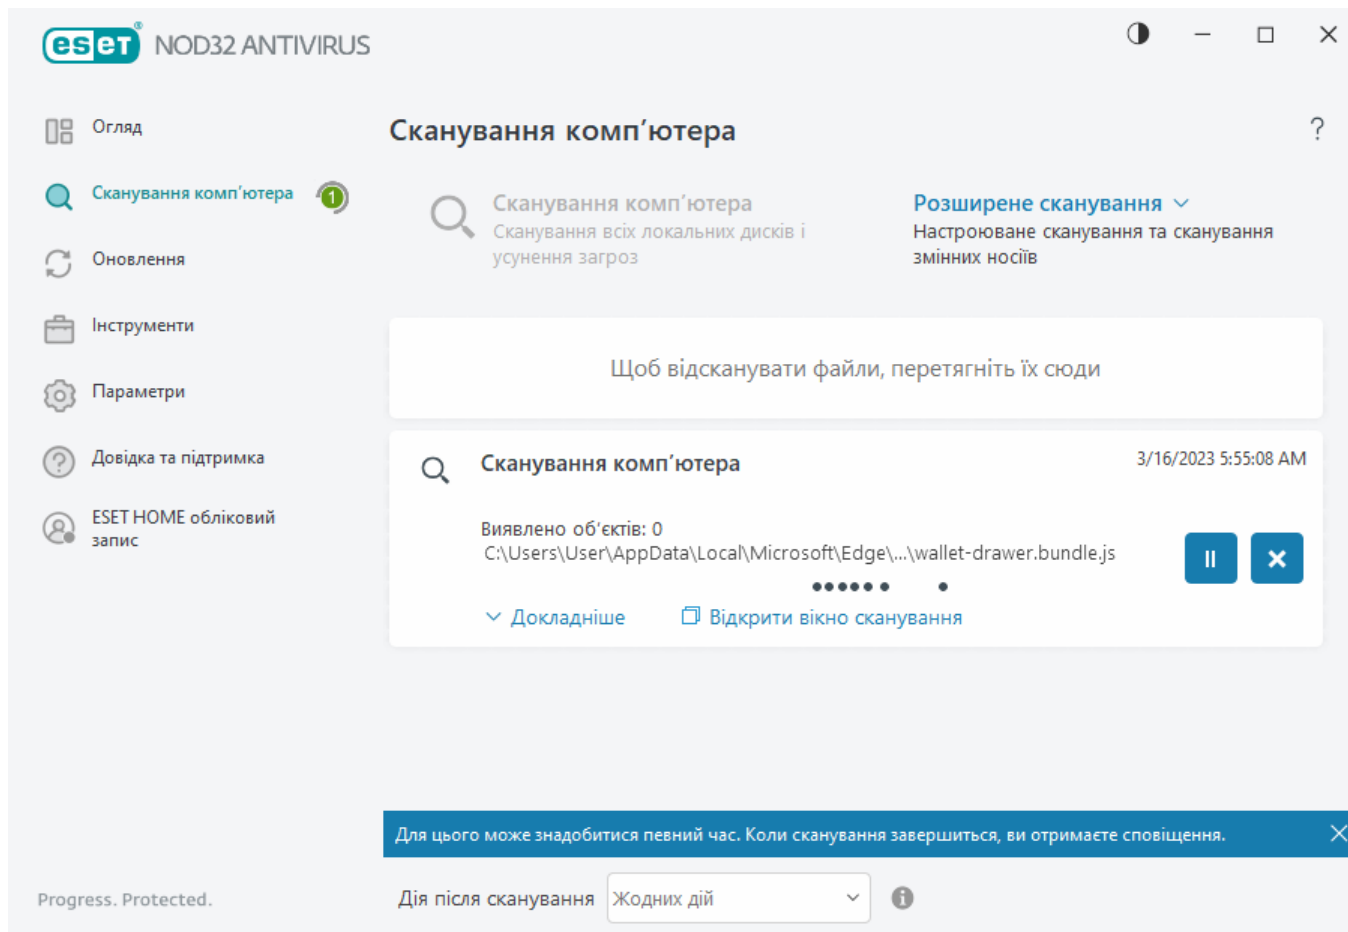 eset® NOD32 ANTIVIRUS
Огляд
Сканування комп’ютера
1
Оновлення
Інструменти
Параметри
Довідка та підтримка
ESET HOME обліковий
запис
Progress. Protected.
Сканування комп’ютера
?
Сканування комп’ютера
Сканування всіх локальних дисків і
усунення загроз
Розширене сканування
Настроюване сканування та сканування
змінних носіїв
Щоб відсканувати файли, перетягніть їх сюди
Сканування комп’ютера
3/16/2023 5:55:08 AM
Виявлено об’єктів: 0
C:\Users\User\AppData\Local\Microsoft\Edge\...\wallet-drawer.bundle.js
Докладніше
Відкрити вікно сканування
Для цього може знадобитися певний час. Коли сканування завершиться, ви отримаєте сповіщення.
Дія після сканування
Жодних дій